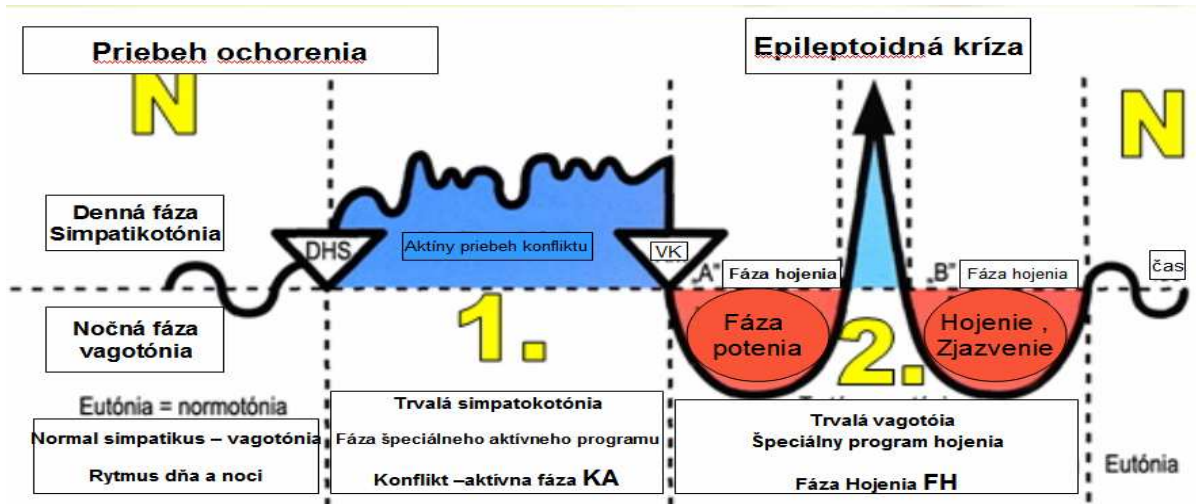 Priebeh ochorenia
Epileptoidná kríza
N
N
Denná fáza
Simpatikotónia
DHS
Aktíny priebeh konfliktu
VK
„A"
Fáza hojenia
„B"
Fáza hojenia
čas
Nočná fáza
vagotónia
1.
Fáza
potenia
2.
Hojenie ,
Zjazvenie
Eutónia = normotónia
Normal simpatikus – vagotónia
Rytmus dňa a noci
Trvalá simpatokotónia
Fáza špeciálneho aktívneho programu
Konflikt –aktívna fáza KA
Trvalá vagotóia
Špeciálny program hojenia
Fáza Hojenia FH
Eutónia